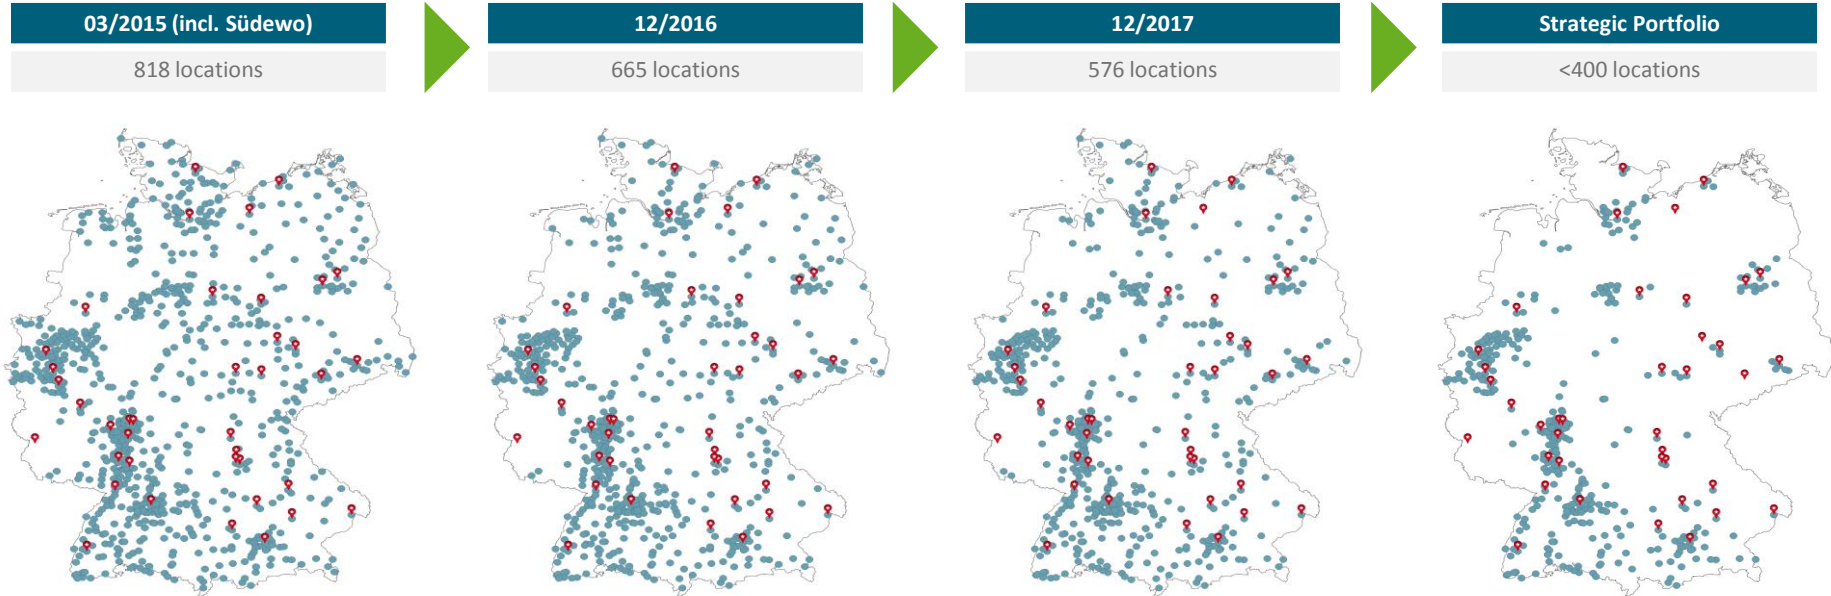 03/2015 (incl. Südewo)
818 locations
12/2016
665 locations
12/2017
576 locations
Strategic Portfolio
<400 locations